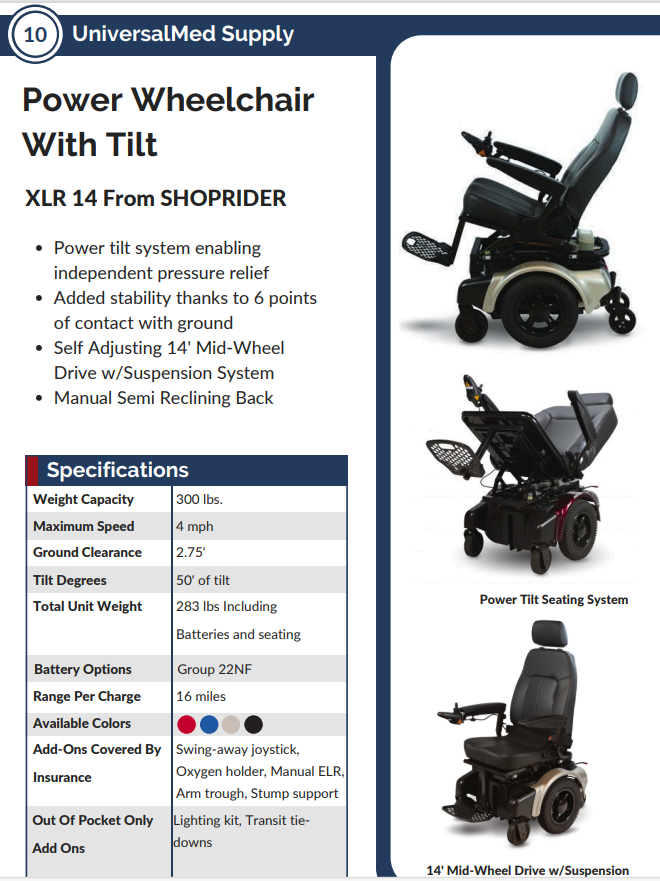 10
UniversalMed Supply
Power Wheelchair
With Tilt
XLR 14 From SHOPRIDER
• Power tilt system enabling
independent pressure relief
• Added stability thanks to 6 points
of contact with ground
• Self Adjusting 14' Mid-Wheel
Drive w/Suspension System
• Manual Semi Reclining Back
Specifications
Weight Capacity 300 lbs.
Maximum Speed 4 mph
Ground Clearance 2.75'
Tilt Degrees 50' of tilt
Total Unit Weight 283 lbs Including
Batteries and seating
Battery Options Group 22NF
Range Per Charge 16 miles
Available Colors
Add-Ons Covered By Swing-away joystick,
Insurance Oxygen holder, Manual ELR,
Arm trough, Stump support
Out Of Pocket Only Lighting kit, Transit tie-
Add Ons downs
Power Tilt Seating System
14' Mid-Wheel Drive w/Suspension